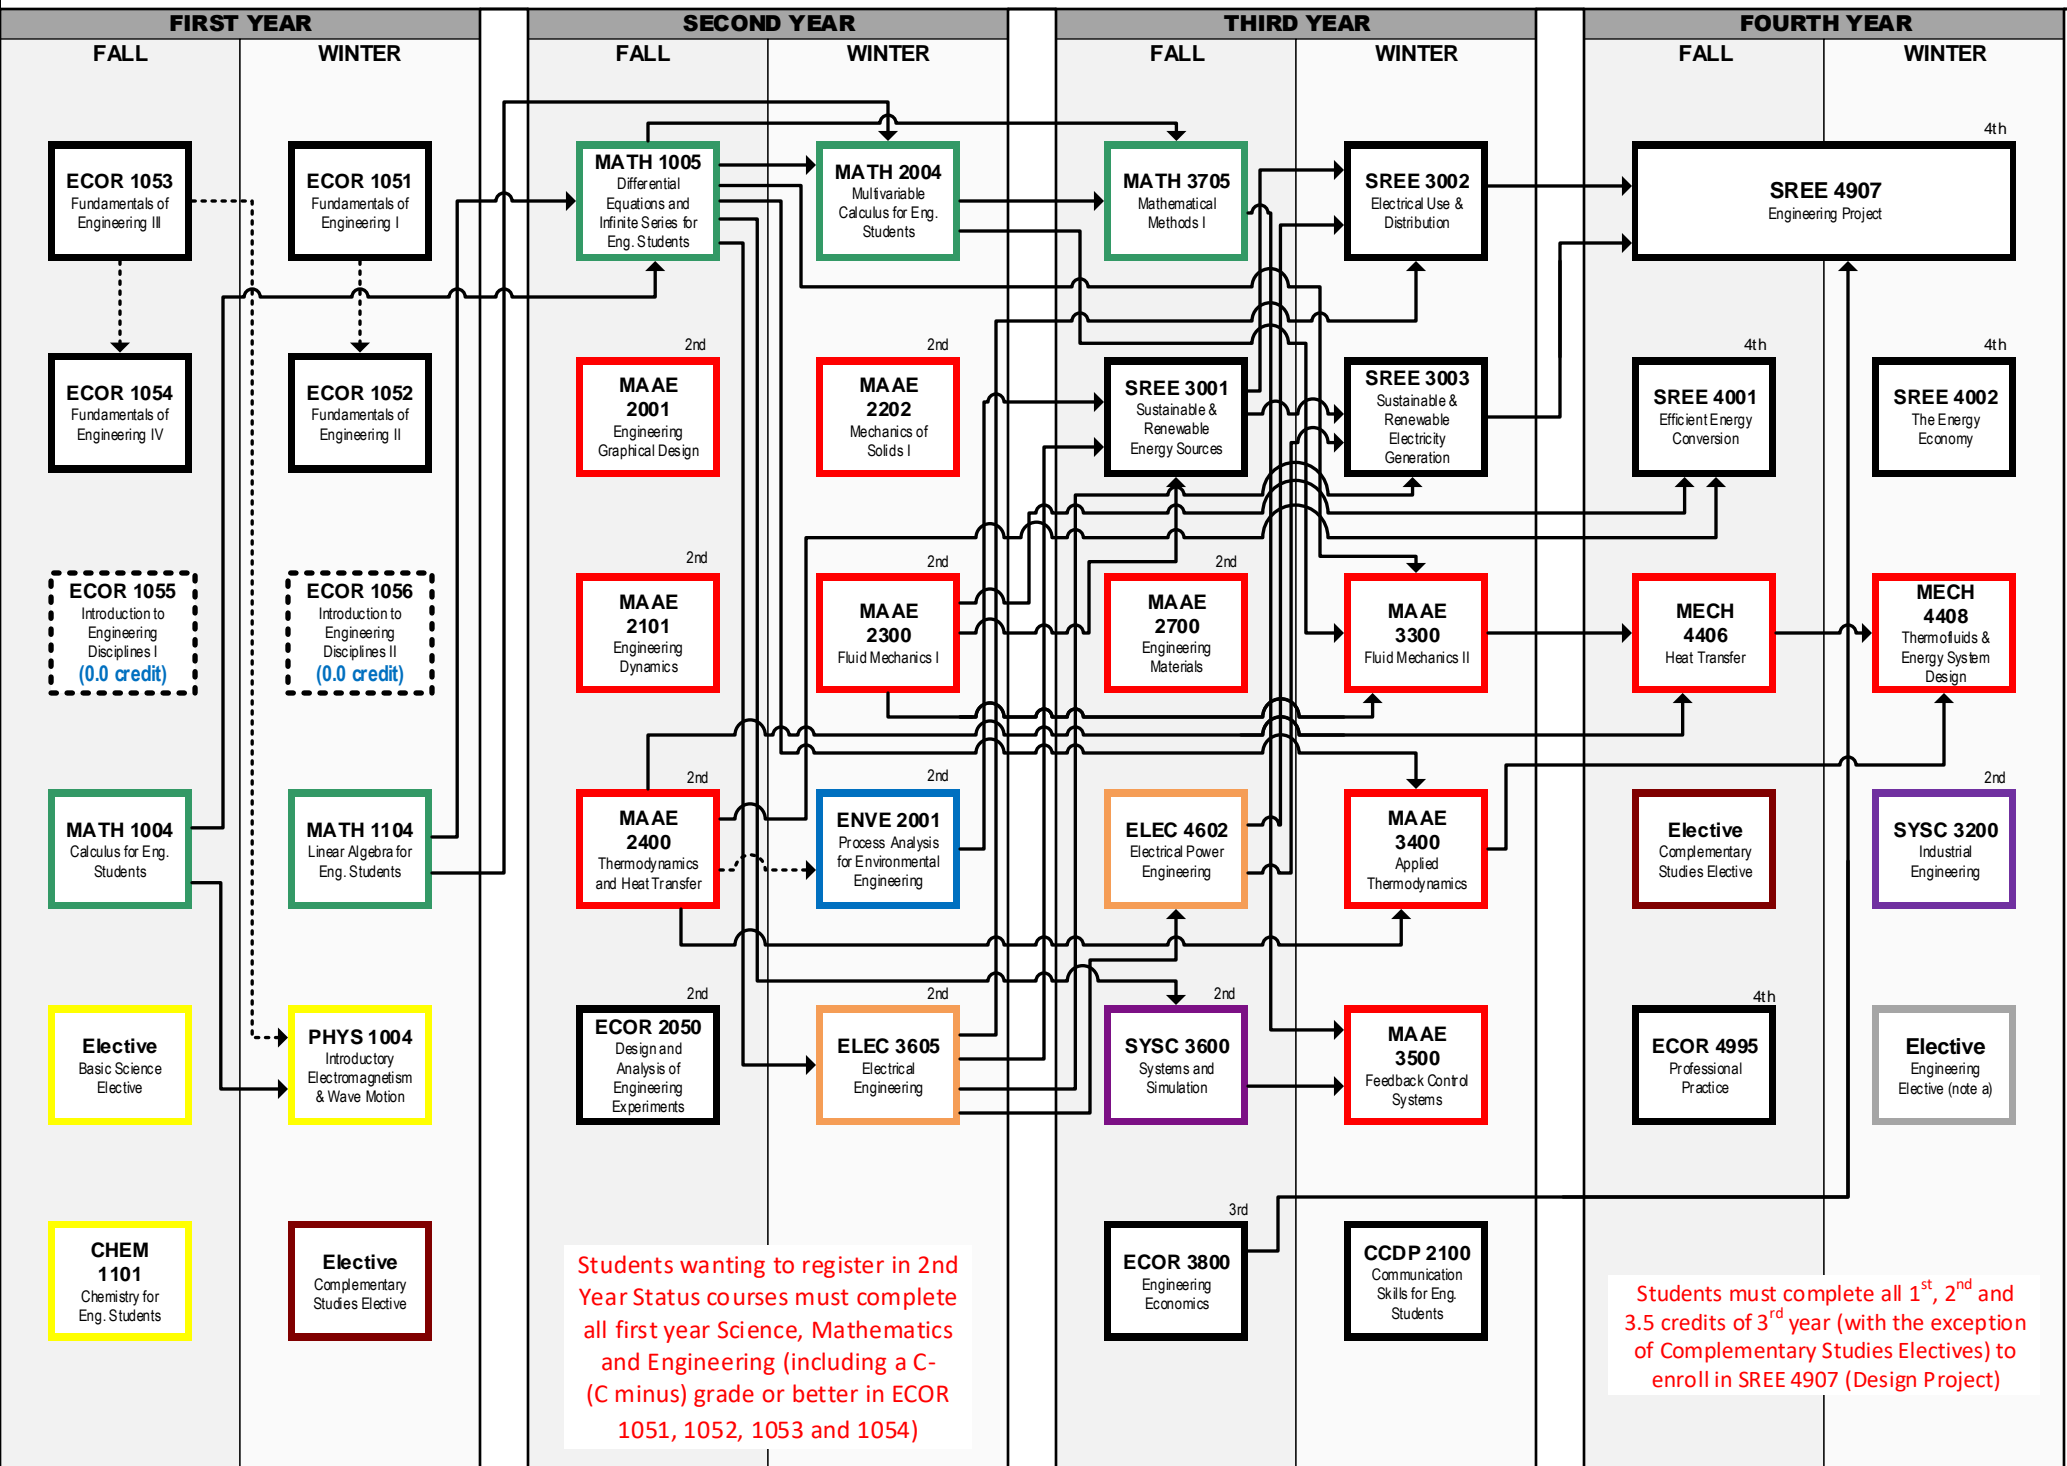 FIRST YEAR
SECOND YEAR
THIRD YEAR
FOURTH YEAR
FALL
WINTER
FALL
WINTER
FALL
WINTER
FALL
WINTER
ECOR 1053
Fundamentals of
Engineering III
ECOR 1051
Fundamentals of
Engineering I
MATH 1005
Differential
Equations and
Infinite Series for
Eng. Students
MATH 2004
Multivariable
Calculus for Eng.
Students
MATH 3705
Mathematical
Methods I
SREE 3002
Electrical Use &
Distribution
4th
SREE 4907
Engineering Project
ECOR 1054
Fundamentals of
Engineering IV
ECOR 1052
Fundamentals of
Engineering II
2nd
MAAE
2001
Engineering
Graphical Design
2nd
MAAE
2202
Mechanics of
Solids I
SREE 3001
Sustainable &
Renewable
Energy Sources
SREE 3003
Sustainable &
Renewable
Electricity
Generation
4th
SREE 4001
Efficient Energy
Conversion
4th
SREE 4002
The Energy
Economy
ECOR 1055
Introduction to
Engineering
Disciplines I
(0.0 credit)
ECOR 1056
Introduction to
Engineering
Disciplines II
(0.0 credit)
2nd
MAAE
2101
Engineering
Dynamics
2nd
MAAE
2300
Fluid Mechanics I
2nd
MAAE
2700
Engineering
Materials
MAAE
3300
Fluid Mechanics II
MECH
4406
Heat Transfer
MECH
4408
Thermofluids &
Energy System
Design
MATH 1004
Calculus for Eng.
Students
MATH 1104
Linear Algebra for
Eng. Students
2nd
MAAE
2400
Thermodynamics
and Heat Transfer
2nd
ENVE 2001
Process Analysis
for Environmental
Engineering
ELEC 4602
Electrical Power
Engineering
MAAE
3400
Applied
Thermodynamics
Elective
Complementary
Studies Elective
2nd
SYSC 3200
Industrial
Engineering
Elective
Basic Science
Elective
PHYS 1004
Introductory
Electromagnetism
& Wave Motion
2nd
ECOR 2050
Design and
Analysis of
Engineering
Experiments
2nd
ELEC 3605
Electrical
Engineering
2nd
SYSC 3600
Systems and
Simulation
MAAE
3500
Feedback Control
Systems
4th
ECOR 4995
Professional
Practice
Elective
Engineering
Elective (note a)
CHEM
1101
Chemistry for
Eng. Students
Elective
Complementary
Studies Elective
Students wanting to register in 2nd
Year Status courses must complete
all first year Science, Mathematics
and Engineering (including a C-
(C minus) grade or better in ECOR
1051, 1052, 1053 and 1054)
3rd
ECOR 3800
Engineering
Economics
CCDP 2100
Communication
Skills for Eng.
Students
Students must complete all 1st, 2nd and
3.5 credits of 3rd year (with the exception
of Complementary Studies Electives) to
enroll in SREE 4907 (Design Project)